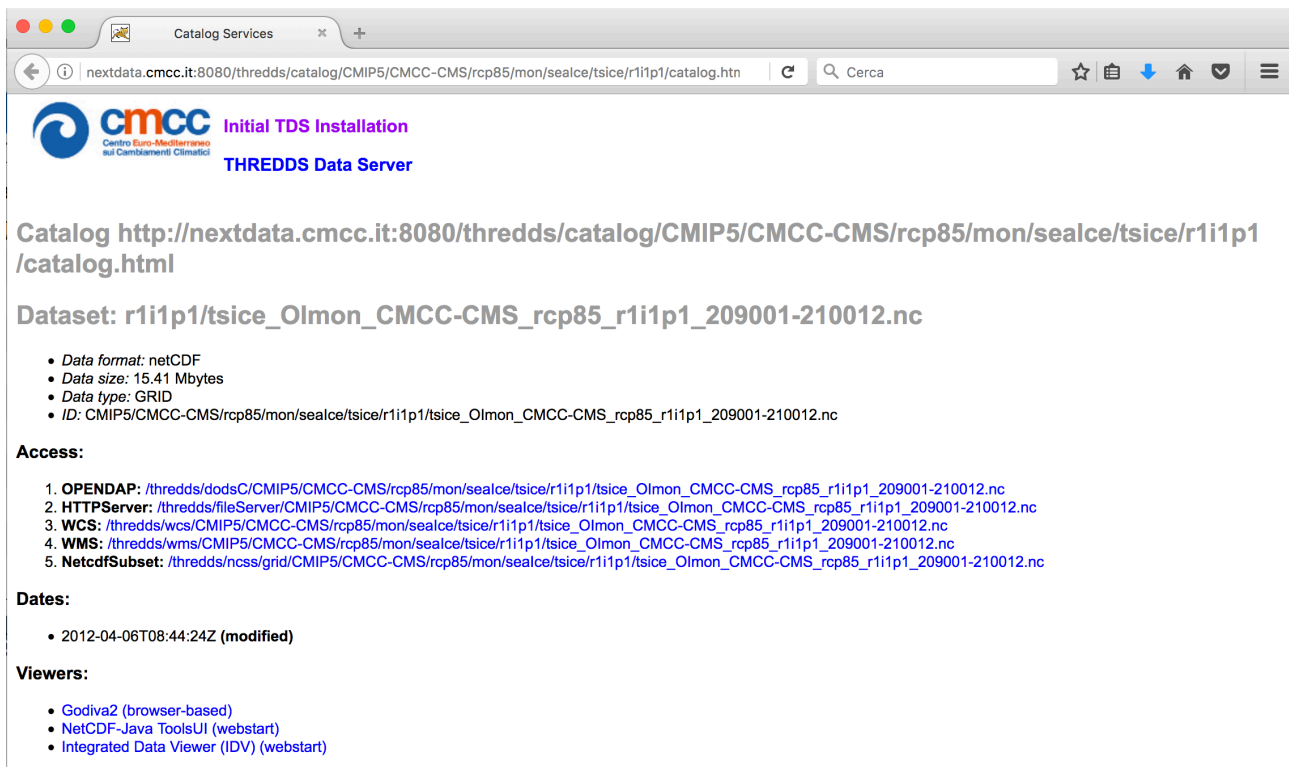 Catalog Services
nextdata.cmcc.it:8080/thredds/catalog/CMIP5/CMCC-CMS/rcp85/mon/seaIce/tsice/r1i1p1/catalog.htm
Cerca
cmcc
Centro Euro-Mediterraneo
sui Cambiamenti Climatici
Initial TDS Installation
THREDDS Data Server
Catalog http://nextdata.cmcc.it:8080/thredds/catalog/CMIP5/CMCC-CMS/rcp85/mon/seaIce/tsice/r1i1p1
/catalog.html
Dataset: r1i1p1/tsice_OImon_CMCC-CMS_rcp85_r1i1p1_209001-210012.nc
• Data format: netCDF
• Data size: 15.41 Mbytes
• Data type: GRID
• ID: CMIP5/CMCC-CMS/rcp85/mon/seaIce/tsice/r1i1p1/tsice_OImon_CMCC-CMS_rcp85_r1i1p1_209001-210012.nc
Access:
1. OPENDAP: /thredds/dodsC/CMIP5/CMCC-CMS/rcp85/mon/seaIce/tsice/r1i1p1/tsice_OImon_CMCC-CMS_rcp85_r1i1p1_209001-210012.nc
2. HTTPServer: /thredds/fileServer/CMIP5/CMCC-CMS/rcp85/mon/seaIce/tsice/r1i1p1/tsice_OImon_CMCC-CMS_rcp85_r1i1p1_209001-210012.nc
3. WCS: /thredds/wcs/CMIP5/CMCC-CMS/rcp85/mon/seaIce/tsice/r1i1p1/tsice_OImon_CMCC-CMS_rcp85_r1i1p1_209001-210012.nc
4. WMS: /thredds/wms/CMIP5/CMCC-CMS/rcp85/mon/seaIce/tsice/r1i1p1/tsice_OImon_CMCC-CMS_rcp85_r1i1p1_209001-210012.nc
5. NetcdfSubset: /thredds/ncss/grid/CMIP5/CMCC-CMS/rcp85/mon/seaIce/tsice/r1i1p1/tsice_OImon_CMCC-CMS_rcp85_r1i1p1_209001-210012.nc
Dates:
• 2012-04-06T08:44:24Z (modified)
Viewers:
• Godiva2 (browser-based)
• NetCDF-Java ToolsUI (webstart)
• Integrated Data Viewer (IDV) (webstart)